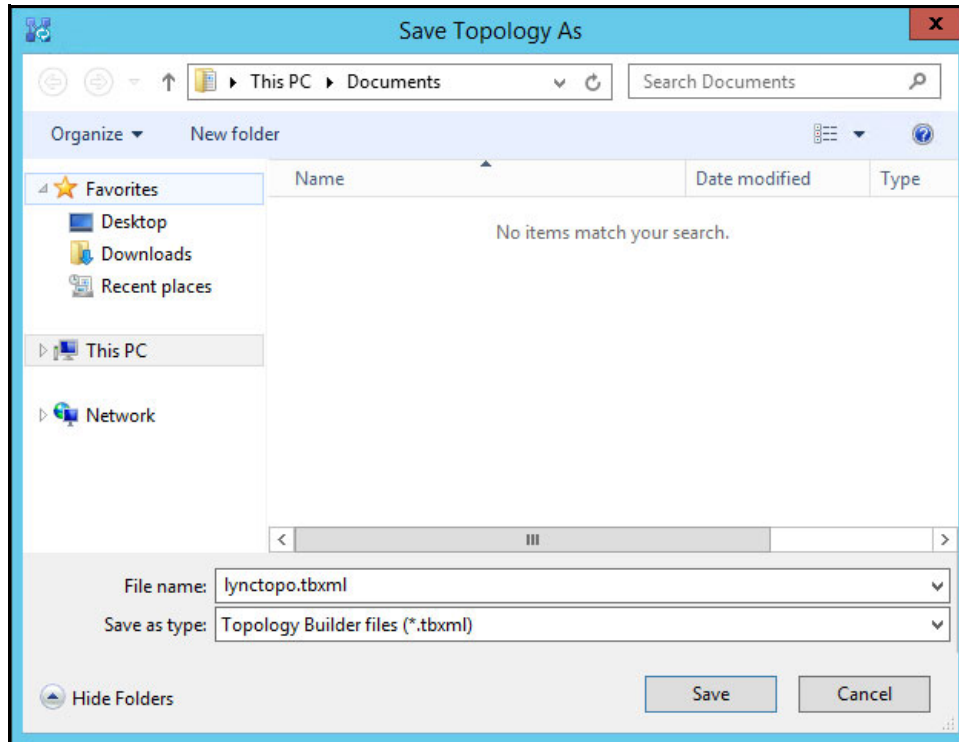 Save Topology As
x
This PC Documents
Search Documents
Organize
New folder
Name Date modified Type
Favorites
No items match your search.
Desktop
Downloads
Recent places
This PC
Network
File name: lynctopo.tbxml
Save as type: Topology Builder files (*.tbxml)
Hide Folders
Save
Cancel